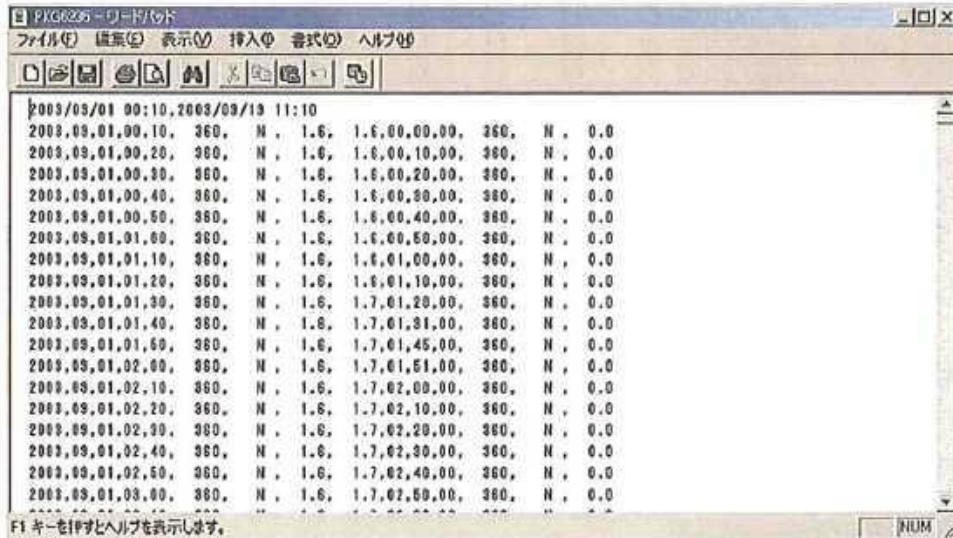 PKG6235 - ワードパッド
ファイル(F) 編集(E) 表示(V) 挿入(I) 書式(O) ヘルプ(H)
2003/09/01 00:10,2003/09/19 11:10
2003,09,01,00,10, 360, N , 1.6, 1.6,00,00,00, 360, N , 0.0
2003,09,01,00,20, 360, N , 1.6, 1.6,00,10,00, 360, N , 0.0
2003,09,01,00,30, 360, N , 1.6, 1.6,00,20,00, 360, N , 0.0
2003,09,01,00,40, 360, N , 1.6, 1.6,00,30,00, 360, N , 0.0
2003,09,01,00,50, 360, N , 1.6, 1.6,00,40,00, 360, N , 0.0
2003,09,01,01,00, 360, N , 1.6, 1.6,00,50,00, 360, N , 0.0
2003,09,01,01,10, 360, N , 1.6, 1.6,01,00,00, 360, N , 0.0
2003,09,01,01,20, 360, N , 1.6, 1.6,01,10,00, 360, N , 0.0
2003,09,01,01,30, 360, N , 1.6, 1.7,01,20,00, 360, N , 0.0
2003,09,01,01,40, 360, N , 1.6, 1.7,01,31,00, 360, N , 0.0
2003,09,01,01,50, 360, N , 1.6, 1.7,01,45,00, 360, N , 0.0
2003,09,01,02,00, 360, N , 1.6, 1.7,01,51,00, 360, N , 0.0
2003,09,01,02,10, 360, N , 1.6, 1.7,02,00,00, 360, N , 0.0
2003,09,01,02,20, 360, N , 1.6, 1.7,02,10,00, 360, N , 0.0
2003,09,01,02,30, 360, N , 1.6, 1.7,02,20,00, 360, N , 0.0
2003,09,01,02,40, 360, N , 1.6, 1.7,02,30,00, 360, N , 0.0
2003,09,01,02,50, 360, N , 1.6, 1.7,02,40,00, 360, N , 0.0
2003,09,01,03,00, 360, N , 1.6, 1.7,02,50,00, 360, N , 0.0
F1 キーを押すとヘルプを表示します。
NUM